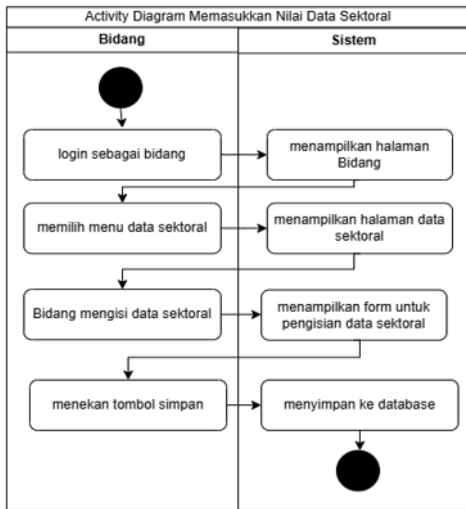 Activity Diagram Memasukkan Nilai Data Sektoral
Bidang
Sistem
login sebagai bidang
menampilkan halaman
Bidang
memilih menu data sektoral
menampilkan halaman data
sektoral
Bidang mengisi data sektoral
menampilkan form untuk
pengisian data sektoral
menekan tombol simpan
menyimpan ke database